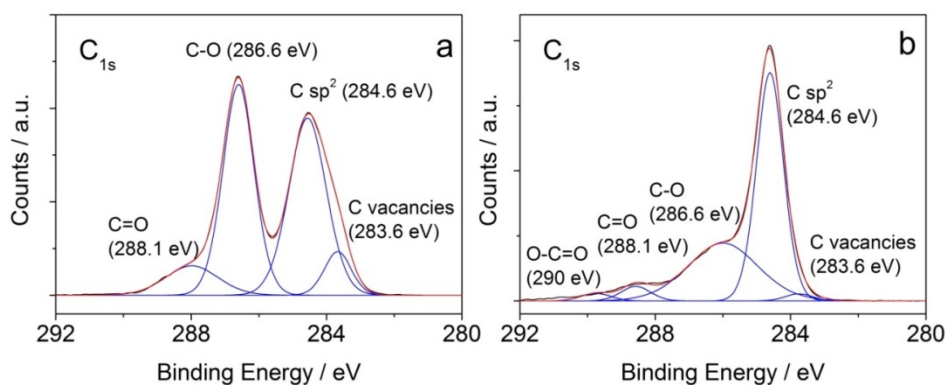 C1s
a
C-O (286.6 eV)
C sp2 (284.6 eV)
C=O
(288.1 eV)
C vacancies
(283.6 eV)
Counts / a.u.
292 288 284 280
Binding Energy / eV
C1s
b
C sp2
(284.6 eV)
C-O
(286.6 eV)
C=O
(288.1 eV)
O-C=O
(290 eV)
C vacancies
(283.6 eV)
Counts / a.u.
292 288 284 280
Binding Energy / eV